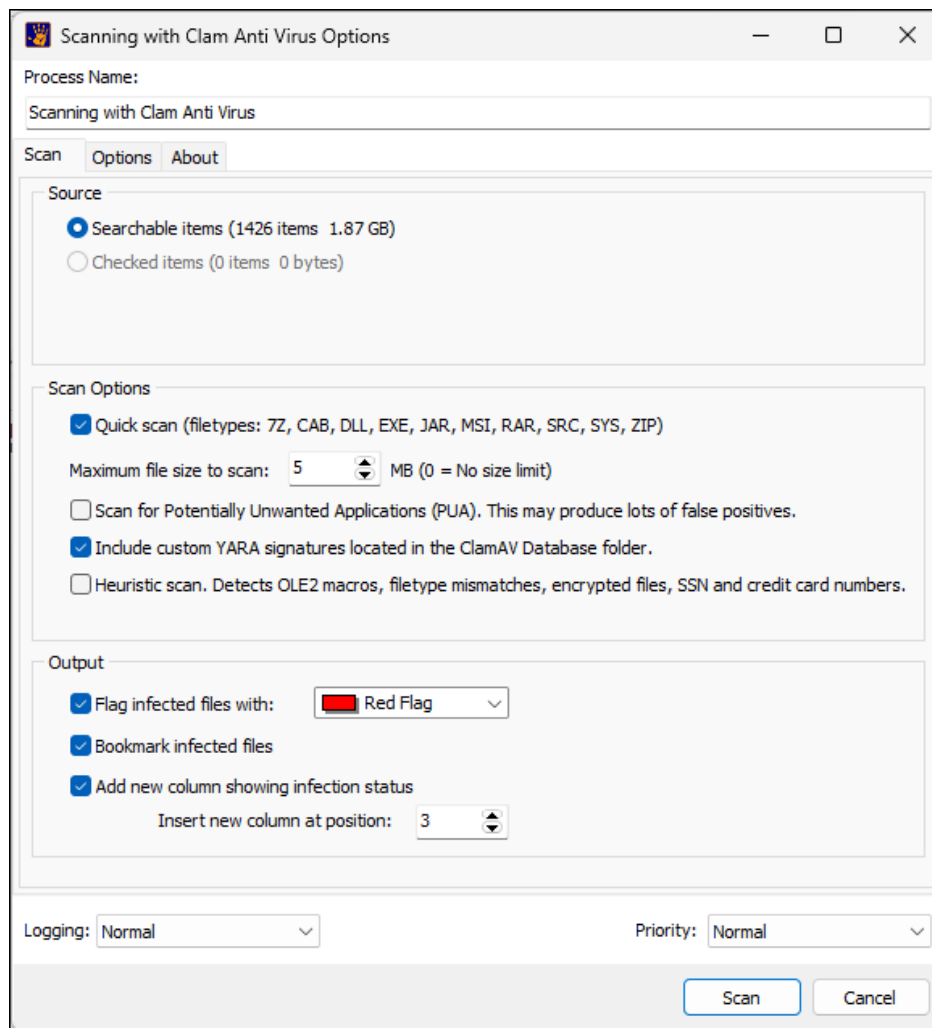 Scanning with Clam Anti Virus Options
Process Name:
Scanning with Clam Anti Virus
Scan Options About
Source
Searchable items (1426 items 1.87 GB)
Checked items (0 items 0 bytes)
Scan Options
Quick scan (filetypes: 7Z, CAB, DLL, EXE, JAR, MSI, RAR, SRC, SYS, ZIP)
Maximum file size to scan: 5 MB (0 = No size limit)
Scan for Potentially Unwanted Applications (PUA). This may produce lots of false positives.
Include custom YARA signatures located in the ClamAV Database folder.
Heuristic scan. Detects OLE2 macros, filetype mismatches, encrypted files, SSN and credit card numbers.
Output
Flag infected files with: Red Flag
Bookmark infected files
Add new column showing infection status
Insert new column at position: 3
Logging: Normal Priority: Normal
Scan Cancel